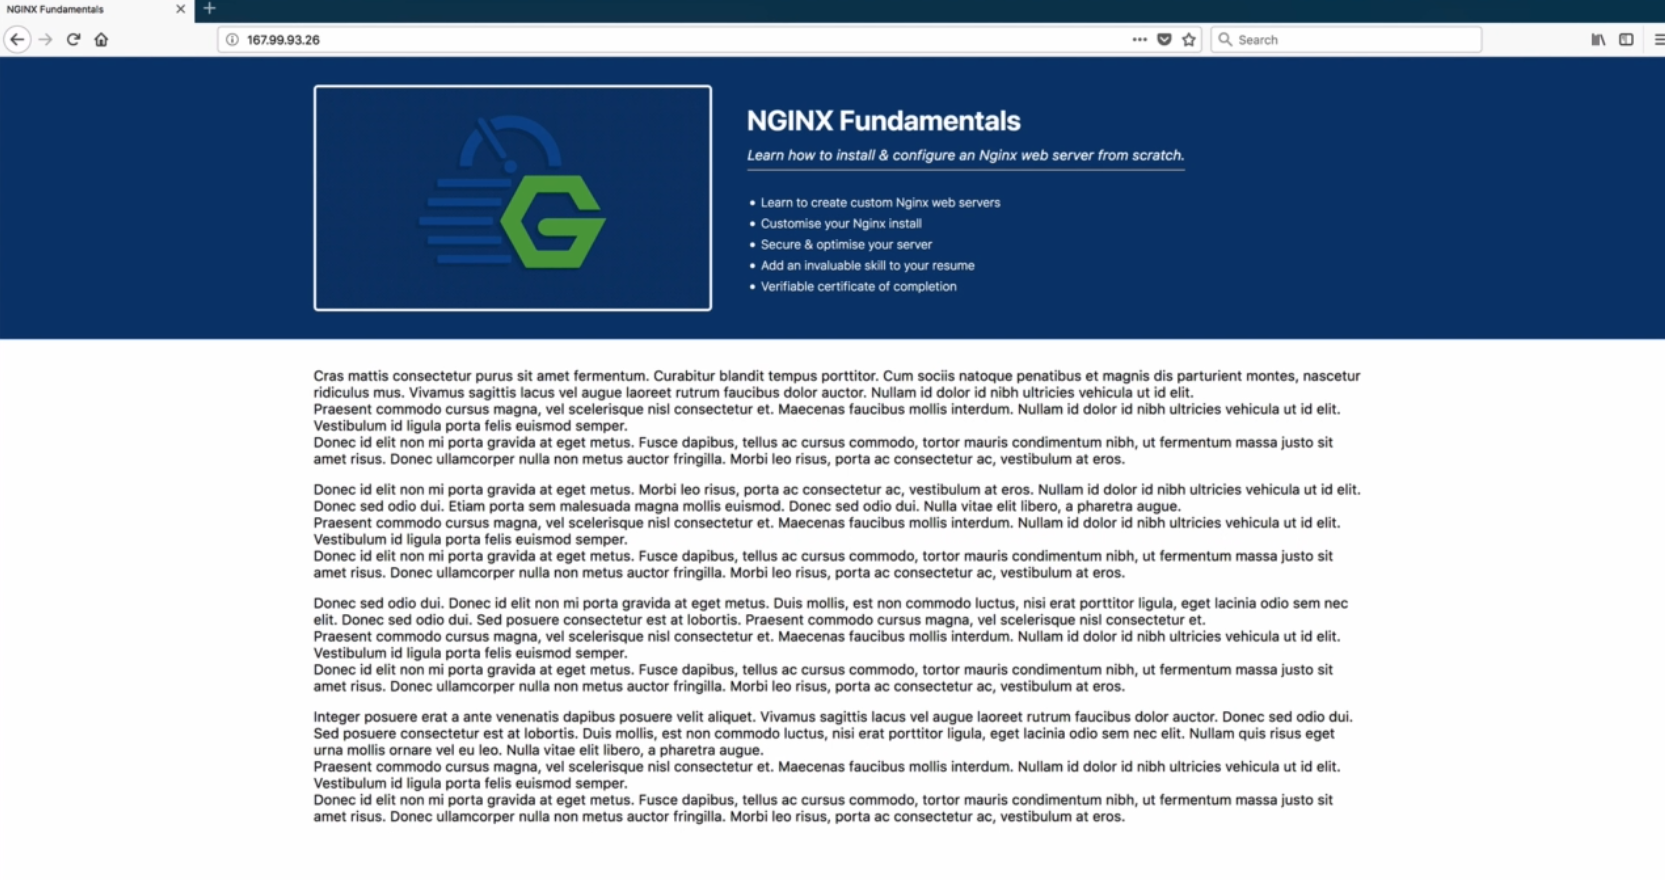 NGINX Fundamentals
167.99.93.26
Search
NGINX Fundamentals
Learn how to install & configure an Nginx web server from scratch.
• Learn to create custom Nginx web servers
• Customise your Nginx install
• Secure & optimise your server
• Add an invaluable skill to your resume
• Verifiable certificate of completion
Cras mattis consectetur purus sit amet fermentum. Curabitur blandit tempus porttitor. Cum sociis natoque penatibus et magnis dis parturient montes, nascetur
ridiculus mus. Vivamus sagittis lacus vel augue laoreet rutrum faucibus dolor auctor. Nullam id dolor id nibh ultricies vehicula ut id elit.
Praesent commodo cursus magna, vel scelerisque nisl consectetur et. Maecenas faucibus mollis interdum. Nullam id dolor id nibh ultricies vehicula ut id elit.
Vestibulum id ligula porta felis euismod semper.
Donec id elit non mi porta gravida at eget metus. Fusce dapibus, tellus ac cursus commodo, tortor mauris condimentum nibh, ut fermentum massa justo sit
amet risus. Donec ullamcorper nulla non metus auctor fringilla. Morbi leo risus, porta ac consectetur ac, vestibulum at eros.
Donec id elit non mi porta gravida at eget metus. Morbi leo risus, porta ac consectetur ac, vestibulum at eros. Nullam id dolor id nibh ultricies vehicula ut id elit.
Donec sed odio dui. Etiam porta sem malesuada magna mollis euismod. Donec sed odio dui. Nulla vitae elit libero, a pharetra augue.
Praesent commodo cursus magna, vel scelerisque nisl consectetur et. Maecenas faucibus mollis interdum. Nullam id dolor id nibh ultricies vehicula ut id elit.
Vestibulum id ligula porta felis euismod semper.
Donec id elit non mi porta gravida at eget metus. Fusce dapibus, tellus ac cursus commodo, tortor mauris condimentum nibh, ut fermentum massa justo sit
amet risus. Donec ullamcorper nulla non metus auctor fringilla. Morbi leo risus, porta ac consectetur ac, vestibulum at eros.
Donec sed odio dui. Donec id elit non mi porta gravida at eget metus. Duis mollis, est non commodo luctus, nisi erat porttitor ligula, eget lacinia odio sem nec
elit. Donec sed odio dui. Sed posuere consectetur est at lobortis. Praesent commodo cursus magna, vel scelerisque nisl consectetur et.
Praesent commodo cursus magna, vel scelerisque nisl consectetur et. Maecenas faucibus mollis interdum. Nullam id dolor id nibh ultricies vehicula ut id elit.
Vestibulum id ligula porta felis euismod semper.
Donec id elit non mi porta gravida at eget metus. Fusce dapibus, tellus ac cursus commodo, tortor mauris condimentum nibh, ut fermentum massa justo sit
amet risus. Donec ullamcorper nulla non metus auctor fringilla. Morbi leo risus, porta ac consectetur ac, vestibulum at eros.
Integer posuere erat a ante venenatis dapibus posuere velit aliquet. Vivamus sagittis lacus vel augue laoreet rutrum faucibus dolor auctor. Donec sed odio dui.
Sed posuere consectetur est at lobortis. Duis mollis, est non commodo luctus, nisi erat porttitor ligula, eget lacinia odio sem nec elit. Nullam quis risus eget
urna mollis ornare vel eu leo. Nulla vitae elit libero, a pharetra augue.
Praesent commodo cursus magna, vel scelerisque nisl consectetur et. Maecenas faucibus mollis interdum. Nullam id dolor id nibh ultricies vehicula ut id elit.
Vestibulum id ligula porta felis euismod semper.
Donec id elit non mi porta gravida at eget metus. Fusce dapibus, tellus ac cursus commodo, tortor mauris condimentum nibh, ut fermentum massa justo sit
amet risus. Donec ullamcorper nulla non metus auctor fringilla. Morbi leo risus, porta ac consectetur ac, vestibulum at eros.